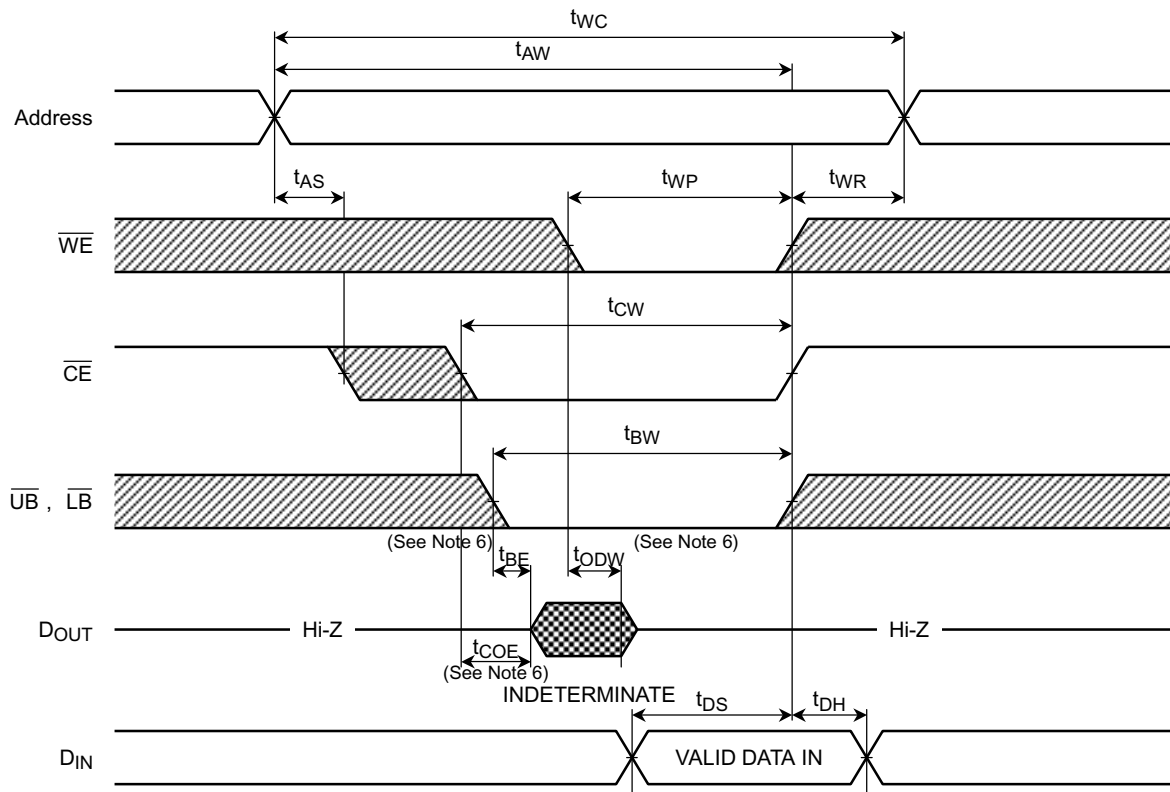 tWC
tAW
Address
tAS
tWP
tWR
WE
tCW
CE
tBW
UB , LB
(See Note 6)
(See Note 6)
tBE
tODW
DOUT
Hi-Z
Hi-Z
tCOE
(See Note 6)
INDETERMINATE
tDS
tDH
DIN
VALID DATA IN